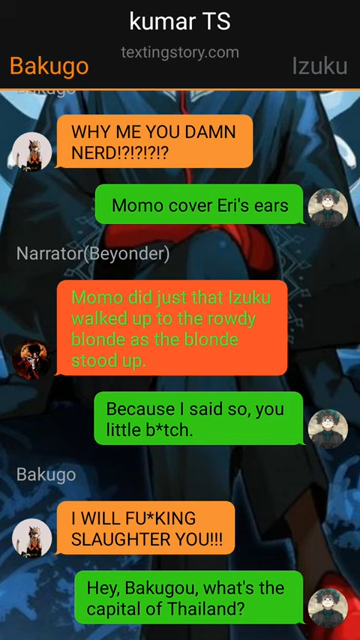 kumar TS
textingstory.com
Bakugo
Izuku
Bakugo
WHY ME YOU DAMN
NERD!?!?!?!?
Momo cover Eri's ears
Narrator(Beyonder)
Momo did just that Izuku
walked up to the rowdy
blonde as the blonde
stood up.
Because I said so, you
little b*tch.
Bakugo
I WILL FU*KING
SLAUGHTER YOU!!!
Hey, Bakugou, what's the
capital of Thailand?